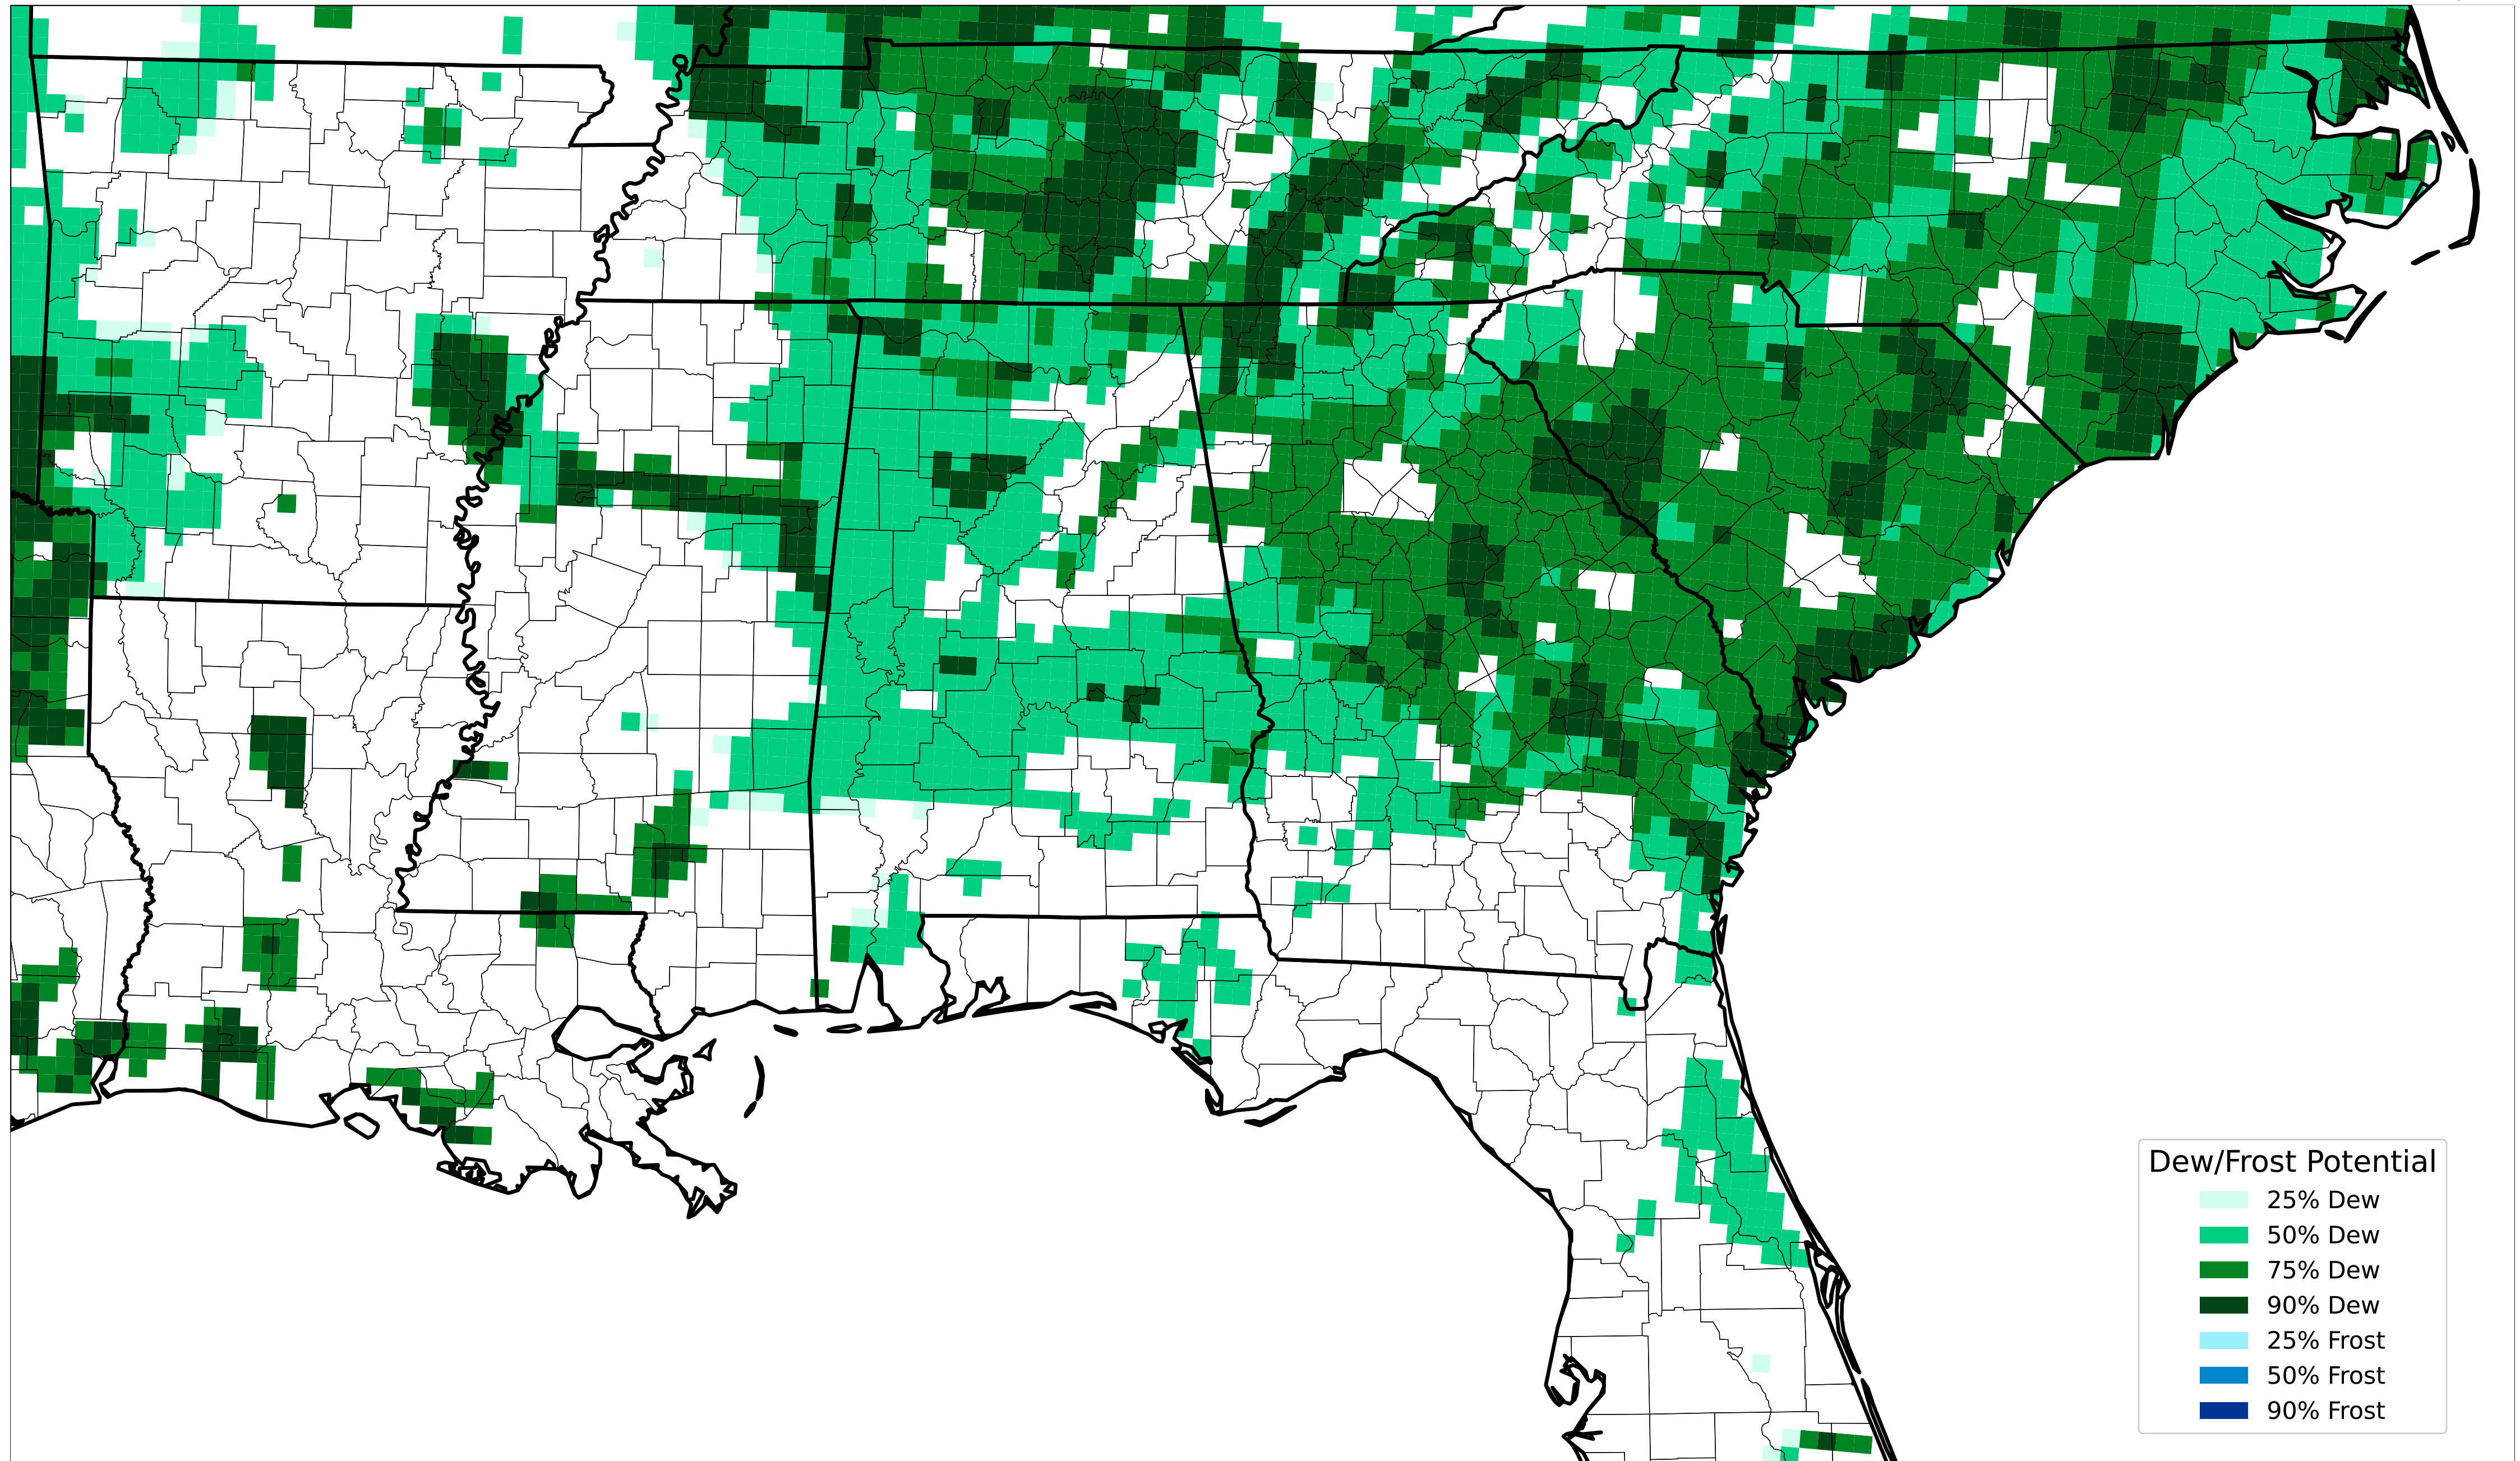 Dew/Frost Potential
25% Dew
50% Dew
75% Dew
90% Dew
25% Frost
50% Frost
90% Frost